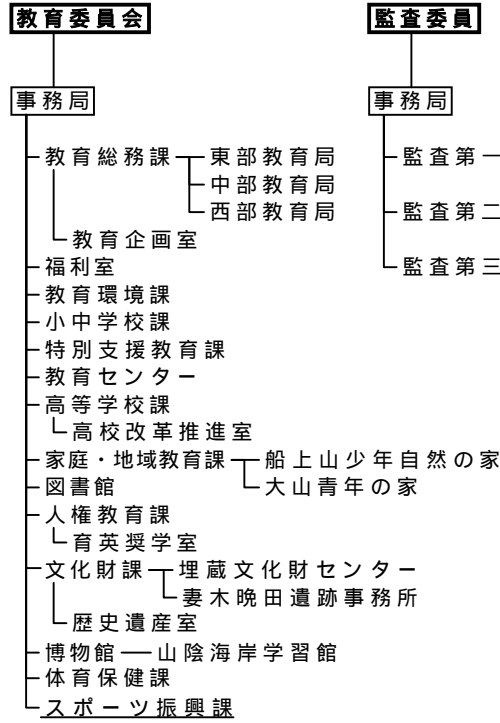 教育委員会
事務局
教育総務課
東部教育局
中部教育局
西部教育局
教育企画室
福利室
教育環境課
小中学校課
特別支援教育課
教育センター
高等学校課
高校改革推進室
家庭・地域教育課
船上山少年自然の家
図書館
大山青年の家
人権教育課
育英奨学室
文化財課
埋蔵文化財センター
妻木晩田遺跡事務所
歴史遺産室
博物館
山陰海岸学習館
体育保健課
スポーツ振興課
監査委員
事務局
監査第一
監査第二
監査第三